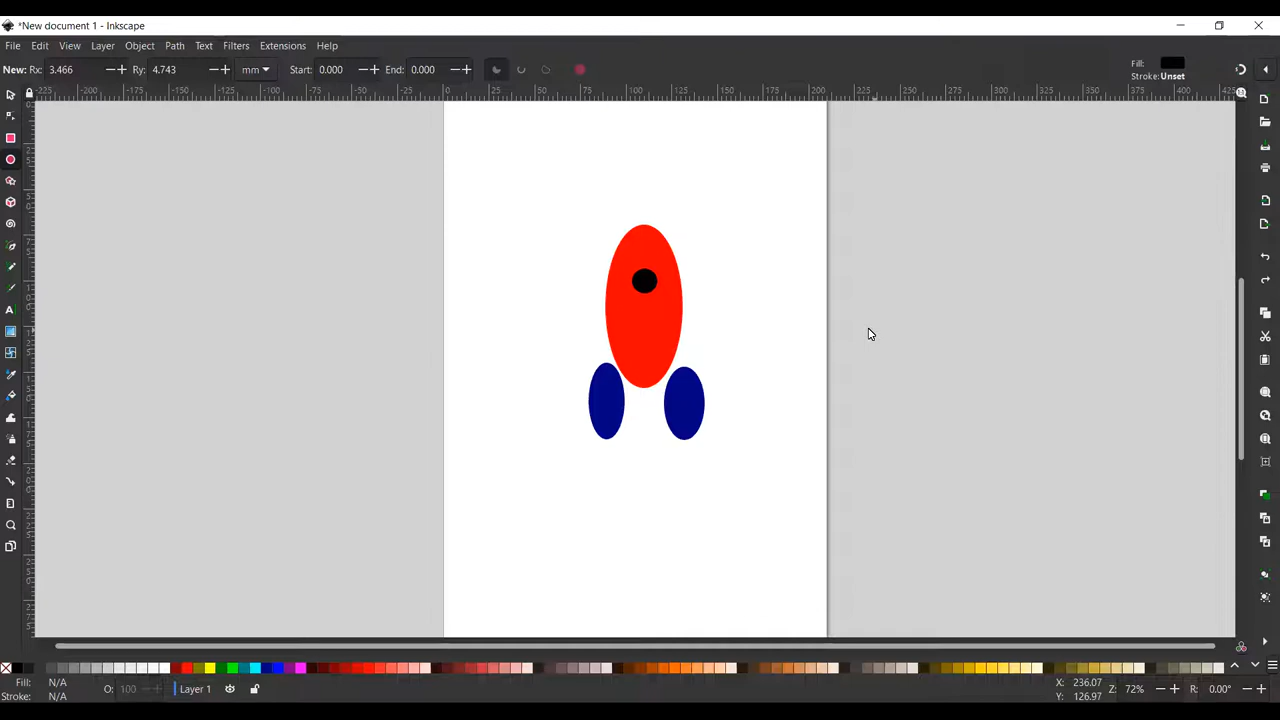 *New document 1 - Inkscape
File Edit View Layer Object Path Text Filters Extensions Help
New: Rx: 3.466 Ry: 4.743 mm Start: 0.000 End: 0.000
Fill:
Stroke: Unset
-225 -200 -175 -150 -125 -100 -75 -50 -25 0 25 50 75 100 125 150 175 200 225 250 275 300 325 350 375 400 425
Fill: N/A
Stroke: N/A
O: 100
Layer 1
X: 236.07
Y: 126.97
Z: 72%
R: 0.00°